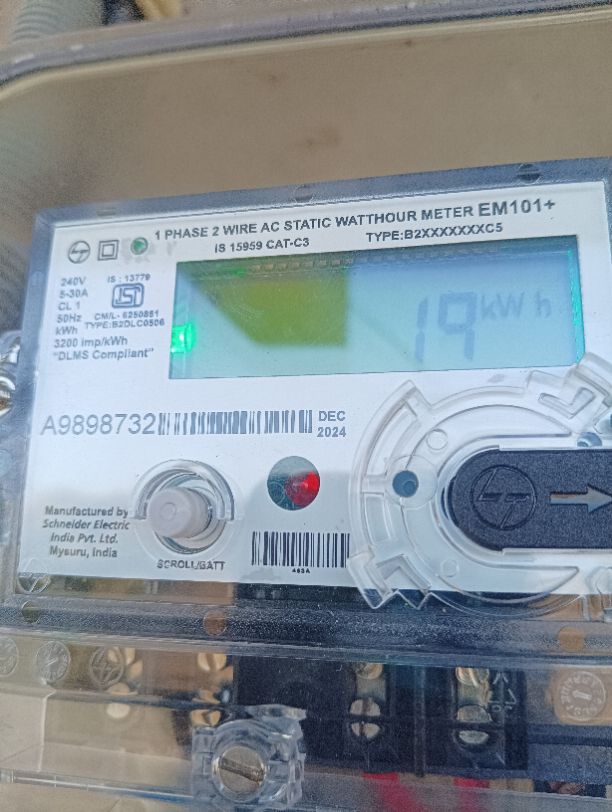 1 PHASE 2 WIRE AC STATIC WATTHOUR METER EM101+
IS 15959 CAT-C3 TYPE:B2XXXXXXXC5
240V IS : 13779
5-30A
CL 1
50Hz CM/L- 6250851
kWh TYPE:B2DLC0506
3200 imp/kWh
"DLMS Compliant"
19 kWh
A9898732 DEC
2024
Manufactured by
Schneider Electric
India Pvt. Ltd.
Mysuru, India
SCROLL/BATT